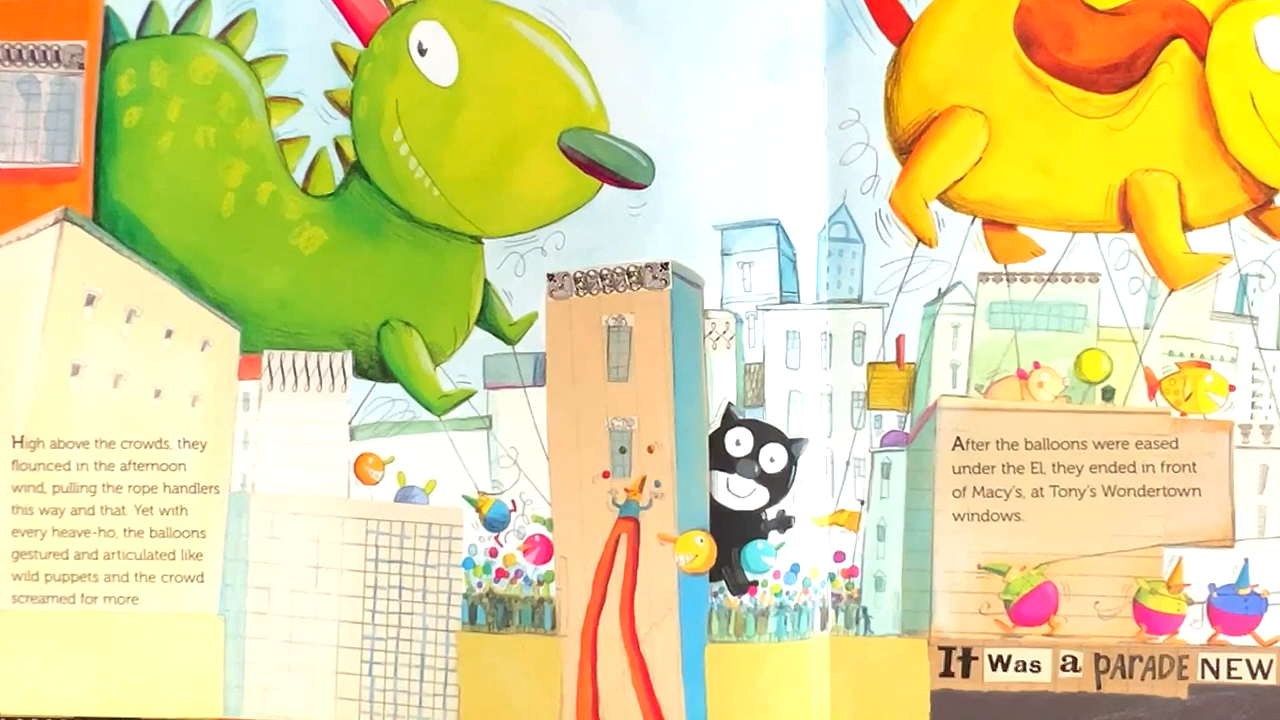 High above the crowds, they
flounced in the afternoon
wind, pulling the rope handlers
this way and that. Yet with
every heave-ho, the balloons
gestured and articulated like
wild puppets and the crowd
screamed for more.
After the balloons were eased
under the El, they ended in front
of Macy's, at Tony's Wondertown
windows.
It Was a PARADE NEW